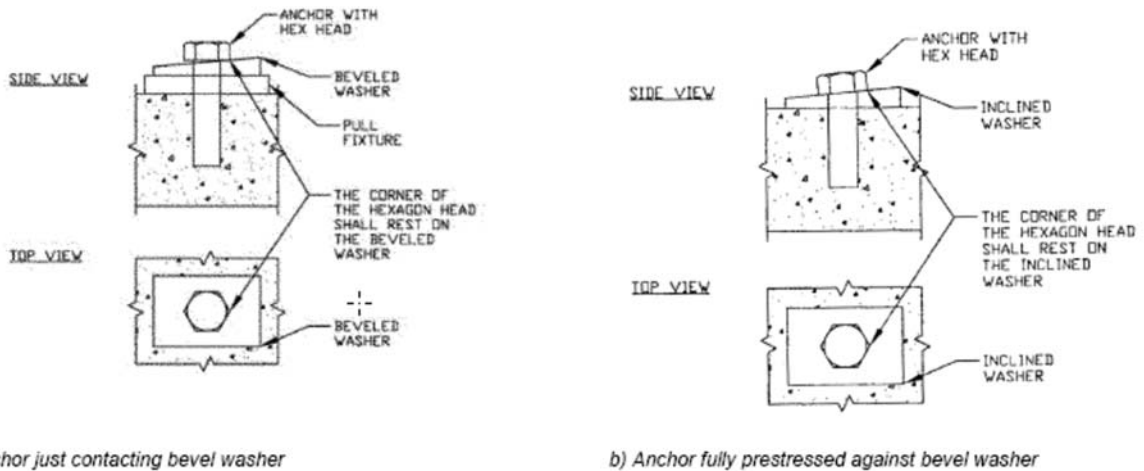 ANCHOR WITH
HEX HEAD
SIDE VIEW
BEVELED
WASHER
PULL
FIXTURE
THE CORNER OF
THE HEXAGON HEAD
SHALL REST ON
THE BEVELED
WASHER
TOP VIEW
BEVELED
WASHER
just contacting bevel washer
ANCHOR WITH
HEX HEAD
SIDE VIEW
INCLINED
WASHER
THE CORNER OF
THE HEXAGON HEAD
SHALL REST ON
THE INCLINED
WASHER
TOP VIEW
INCLINED
WASHER
b) Anchor fully prestressed against bevel washer